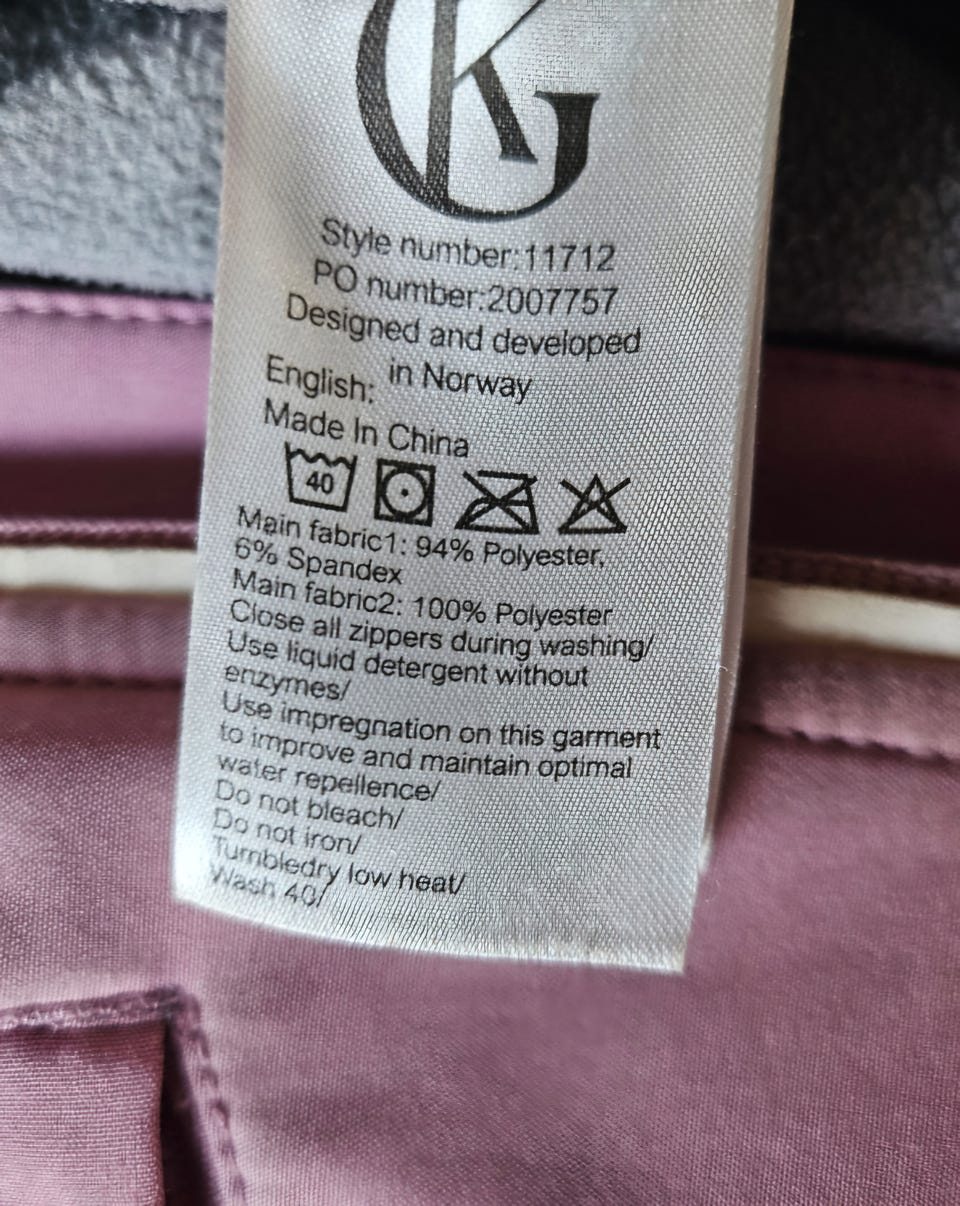 KG
Style number:11712
PO number:2007757
Designed and developed
in Norway
English:
Made In China
40
Main fabric1: 94% Polyester,
6% Spandex
Main fabric2: 100% Polyester
Close all zippers during washing/
Use liquid detergent without
enzymes/
Use impregnation on this garment
to improve and maintain optimal
water repellence/
Do not bleach/
Do not iron/
Tumbledry low heat/
Wash 40/